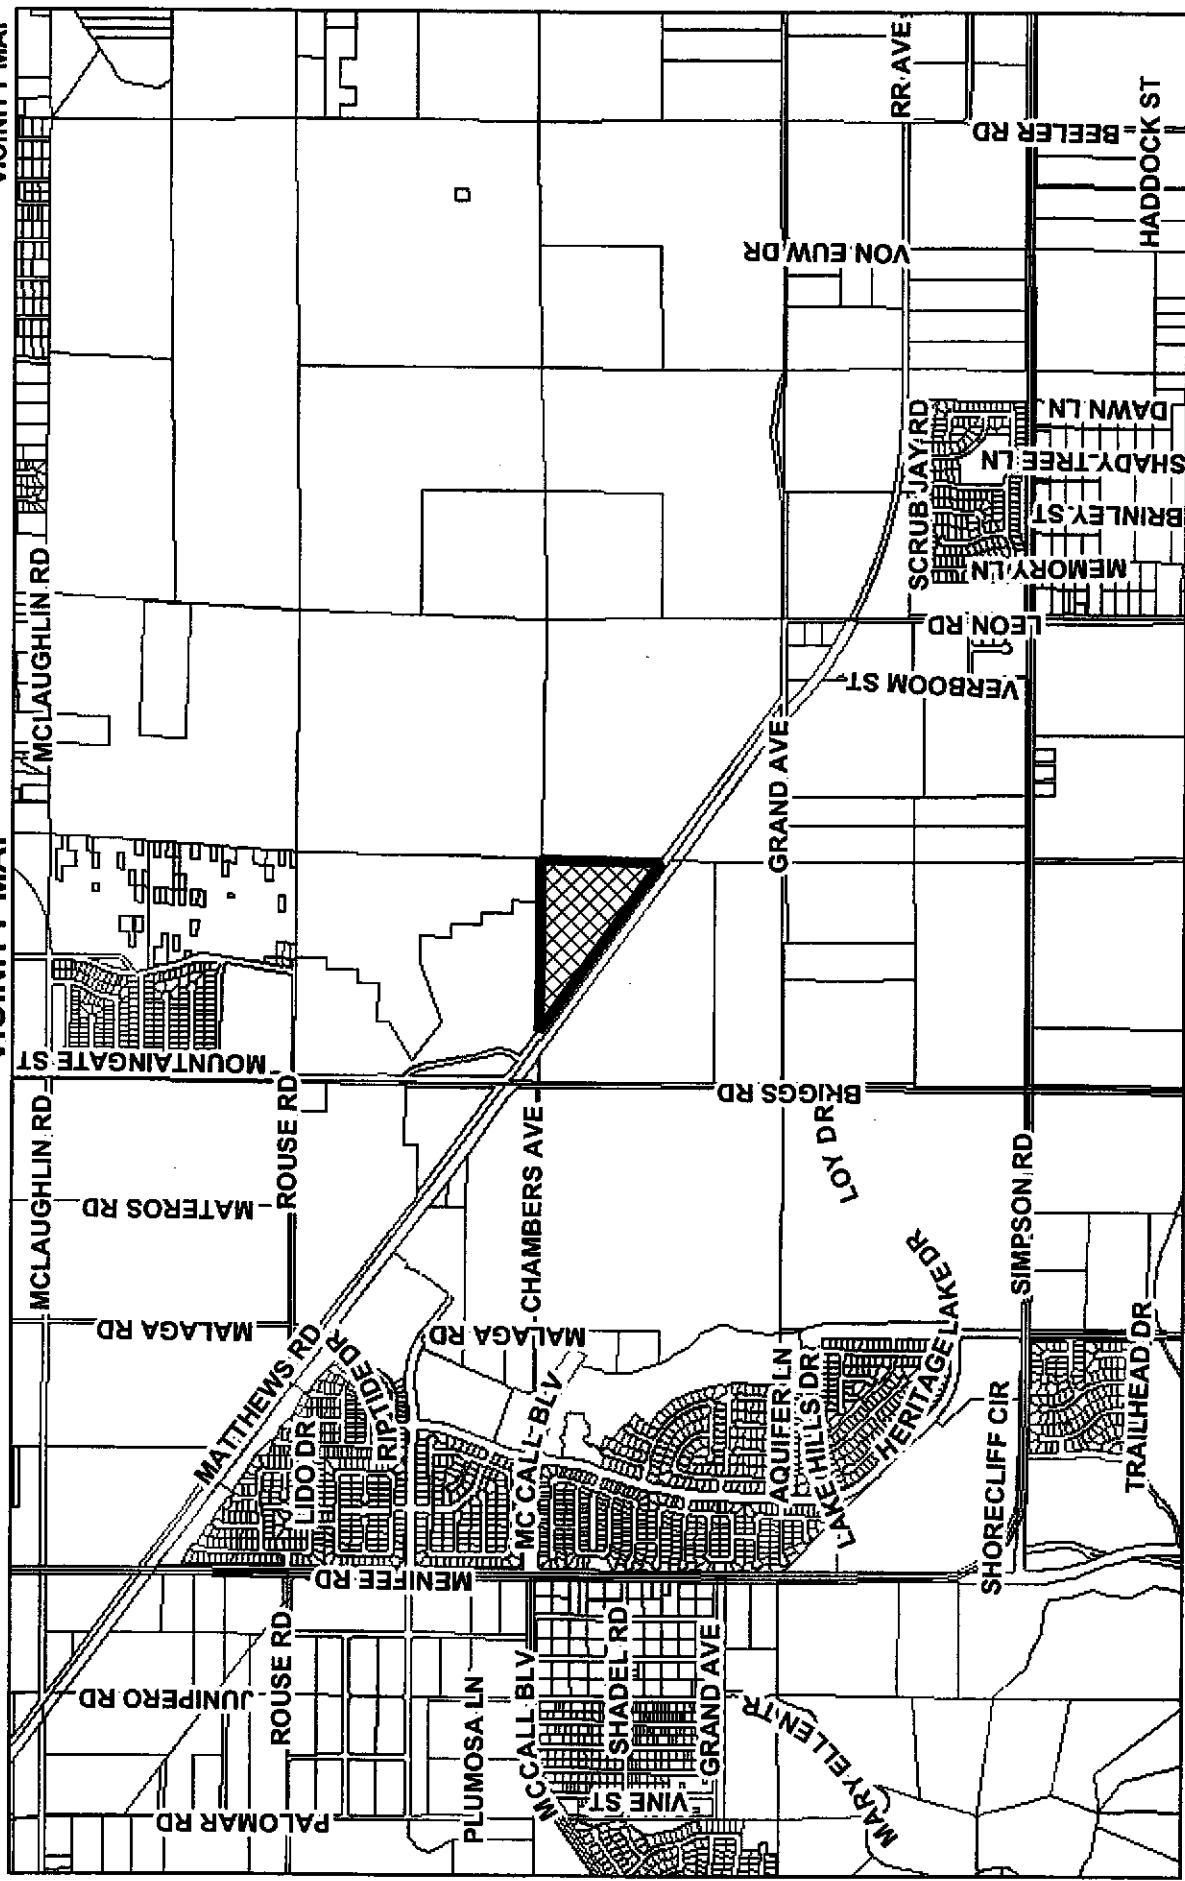 VICINITY MAP
VICINITY MAP
MCLAUGHLIN RD
MCLAUGHLIN RD
MOUNTAINGATE ST
MATEROS RD
MALAGA RD
ROUSE RD
MATTHEWS RD
RIPTIDE DR
LIDO DR
MALAGA RD
CHAMBERS AVE
MC CALL BLV
MENIFEE RD
JUNIPERO RD
ROUSE RD
PALOMAR RD
PLUMOSA LN
MCCALL BLV
SHADEL RD
GRAND AVE
VINE ST
MARY ELLEN TR
AQUIFER LN
LAKE HILLS DR
HERITAGE LAKE DR
SHORECLIFF CIR
TRAILHEAD DR
SIMPSON RD
LOY DR
BRIGGS RD
GRAND AVE
VERBOOM ST
LEON RD
SCRUB JAY RD
MEMORY LN
BRINLEY ST
SHADY TREE LN
DAWN LN
VON EUW DR
RR AVE
BEELER RD
HADDOCK ST